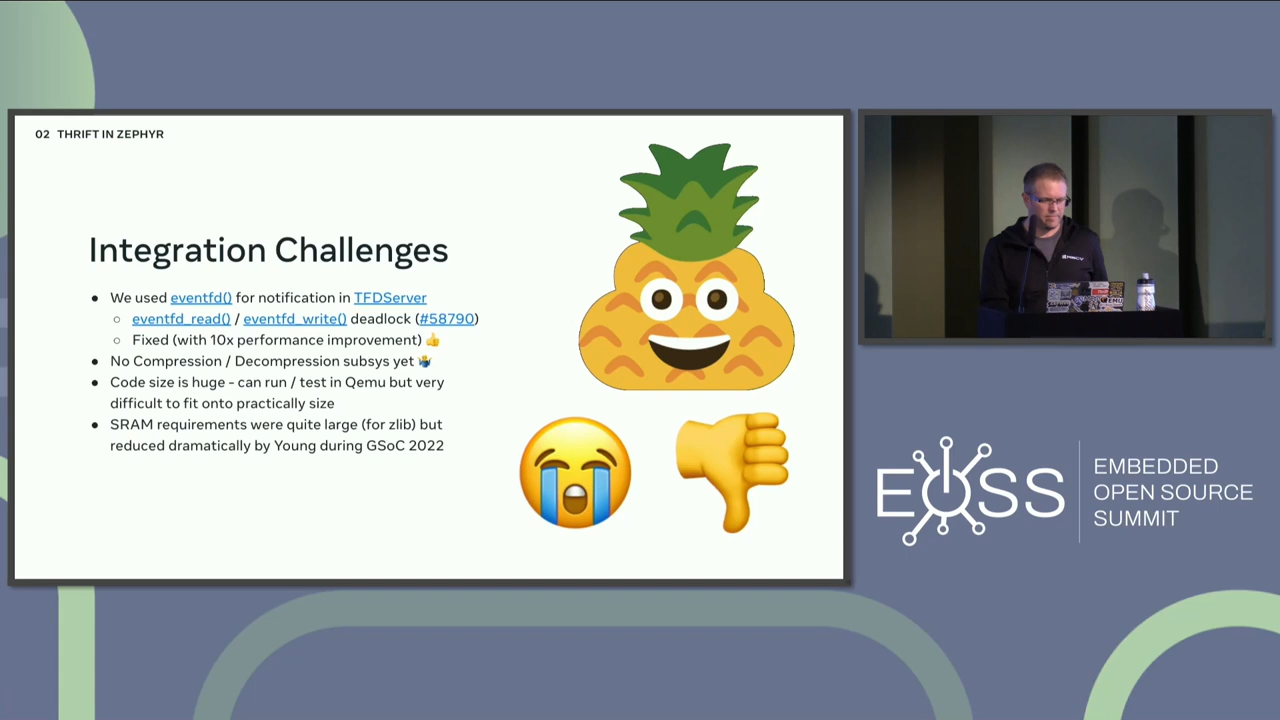 02 THRIFT IN ZEPHYR
Integration Challenges
● We used eventfd() for notification in TFDServer
○ eventfd_read() / eventfd_write() deadlock (#58790)
○ Fixed (with 10x performance improvement) 👍
● No Compression / Decompression subsys yet 🤷
● Code size is huge - can run / test in Qemu but very
difficult to fit onto practically size
● SRAM requirements were quite large (for zlib) but
reduced dramatically by Young during GSoC 2022
EOSS
EMBEDDED
OPEN SOURCE
SUMMIT